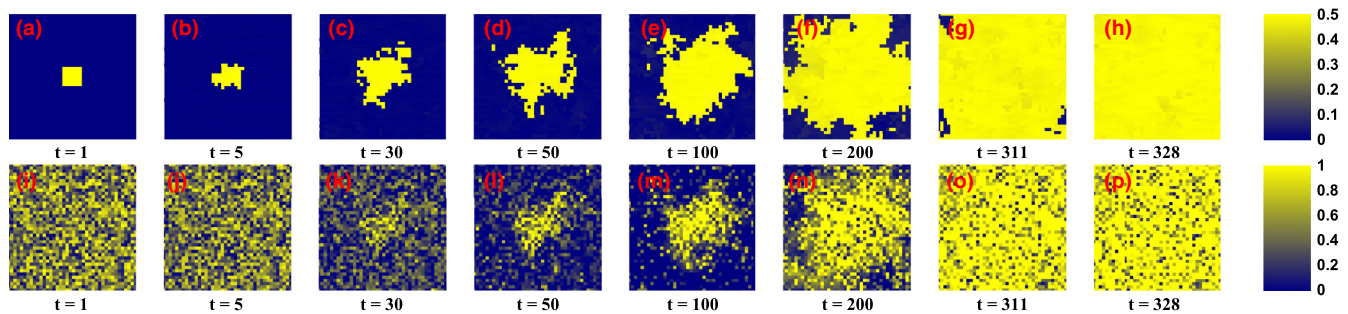 (a) (b) (c) (d) (e) (f) (g) (h) 0.5
0.4
0.3
0.2
0.1
0
t = 1 t = 5 t = 30 t = 50 t = 100 t = 200 t = 311 t = 328
(i) (j) (k) (l) (m) (n) (o) (p) 1
0.8
0.6
0.4
0.2
0
t = 1 t = 5 t = 30 t = 50 t = 100 t = 200 t = 311 t = 328